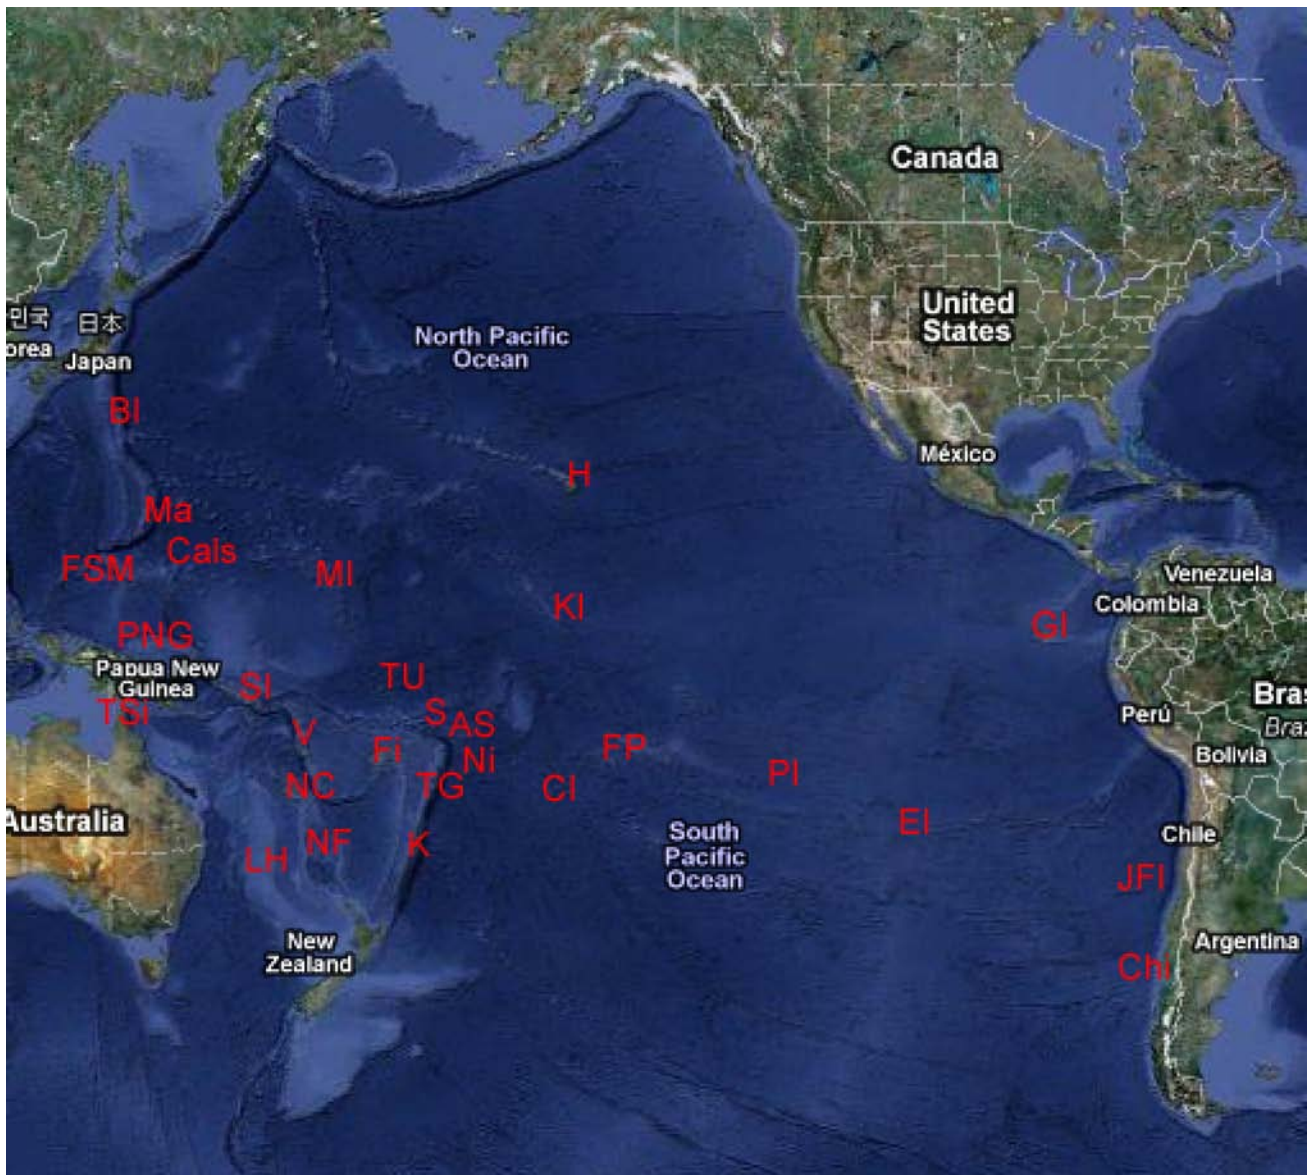 Canada
민국
日本
orea
Japan
North Pacific
Ocean
United
States
BI
México
H
Ma
Cals
FSM
MI
KI
Venezuela
Colombia
GI
PNG
Papua New
Guinea
SI
TU
TSi
S
AS
V
Fi
Ni
FP
Perú
Bras
Braz
Bolivia
NC
TG
CI
PI
Australia
NF
K
LH
South
Pacific
Ocean
EI
Chile
JFI
New
Zealand
Argentina
Chi